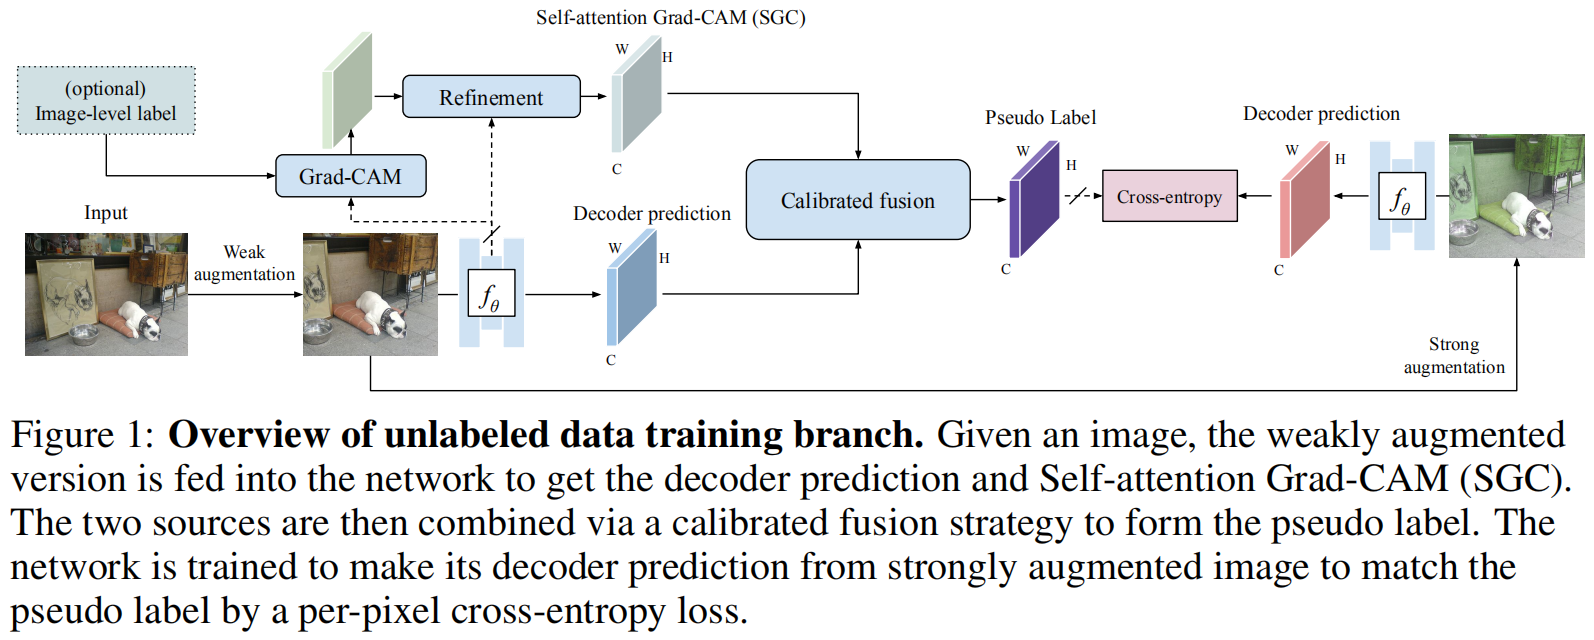 Self-attention Grad-CAM (SGC)
(optional)
Image-level label
Refinement
W
H
C
Grad-CAM
Input
Weak
augmentation
fθ
Decoder prediction
W
H
C
Calibrated fusion
Pseudo Label
W
H
C
Cross-entropy
Decoder prediction
W
H
C
fθ
Strong
augmentation
Figure 1: Overview of unlabeled data training branch. Given an image, the weakly augmented
version is fed into the network to get the decoder prediction and Self-attention Grad-CAM (SGC).
The two sources are then combined via a calibrated fusion strategy to form the pseudo label. The
network is trained to make its decoder prediction from strongly augmented image to match the
pseudo label by a per-pixel cross-entropy loss.